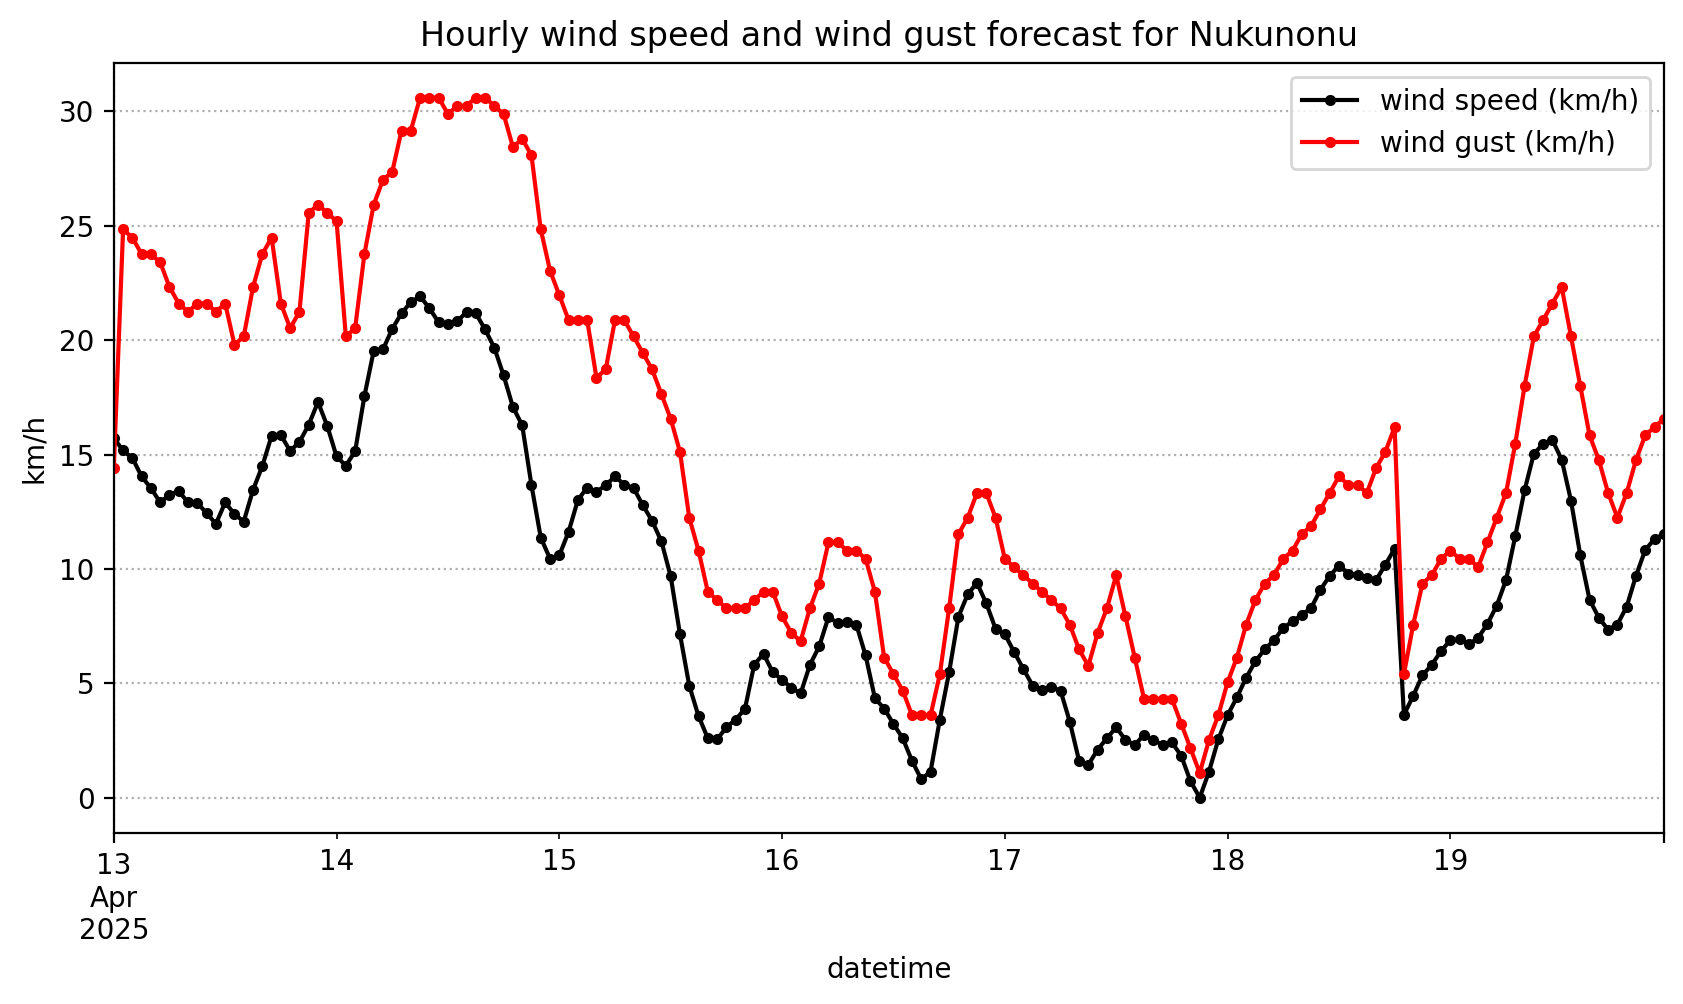 Hourly wind speed and wind gust forecast for Nukunonu
wind speed (km/h)
wind gust (km/h)
km/h
30
25
20
15
10
5
0
13
14
15
16
17
18
19
Apr
2025
datetime